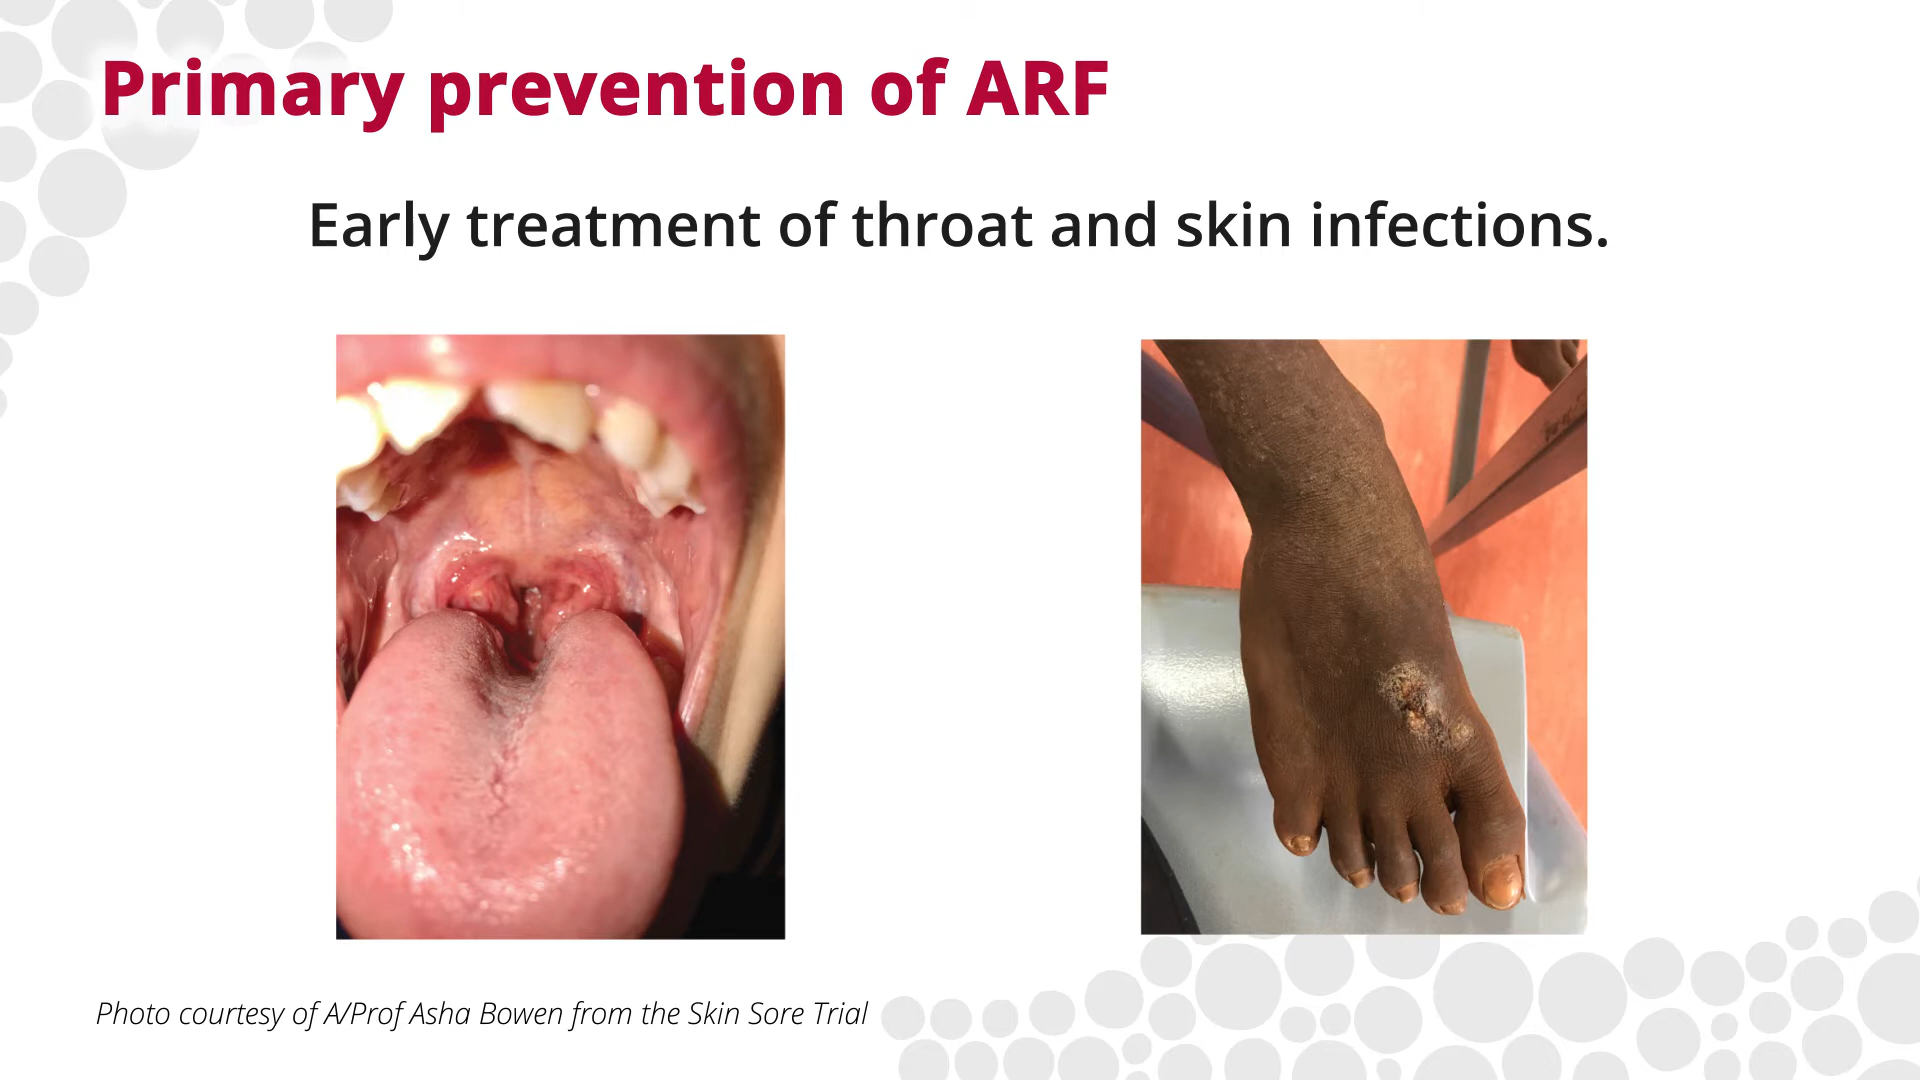 Primary prevention of ARF
Early treatment of throat and skin infections.
Photo courtesy of A/Prof Asha Bowen from the Skin Sore Trial